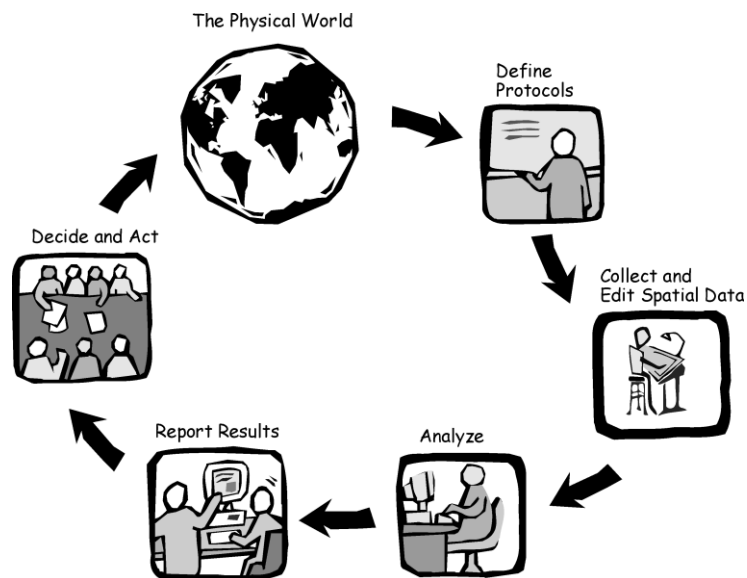 The Physical World
Define
Protocols
Collect and
Edit Spatial Data
Analyze
Report Results
Decide and Act